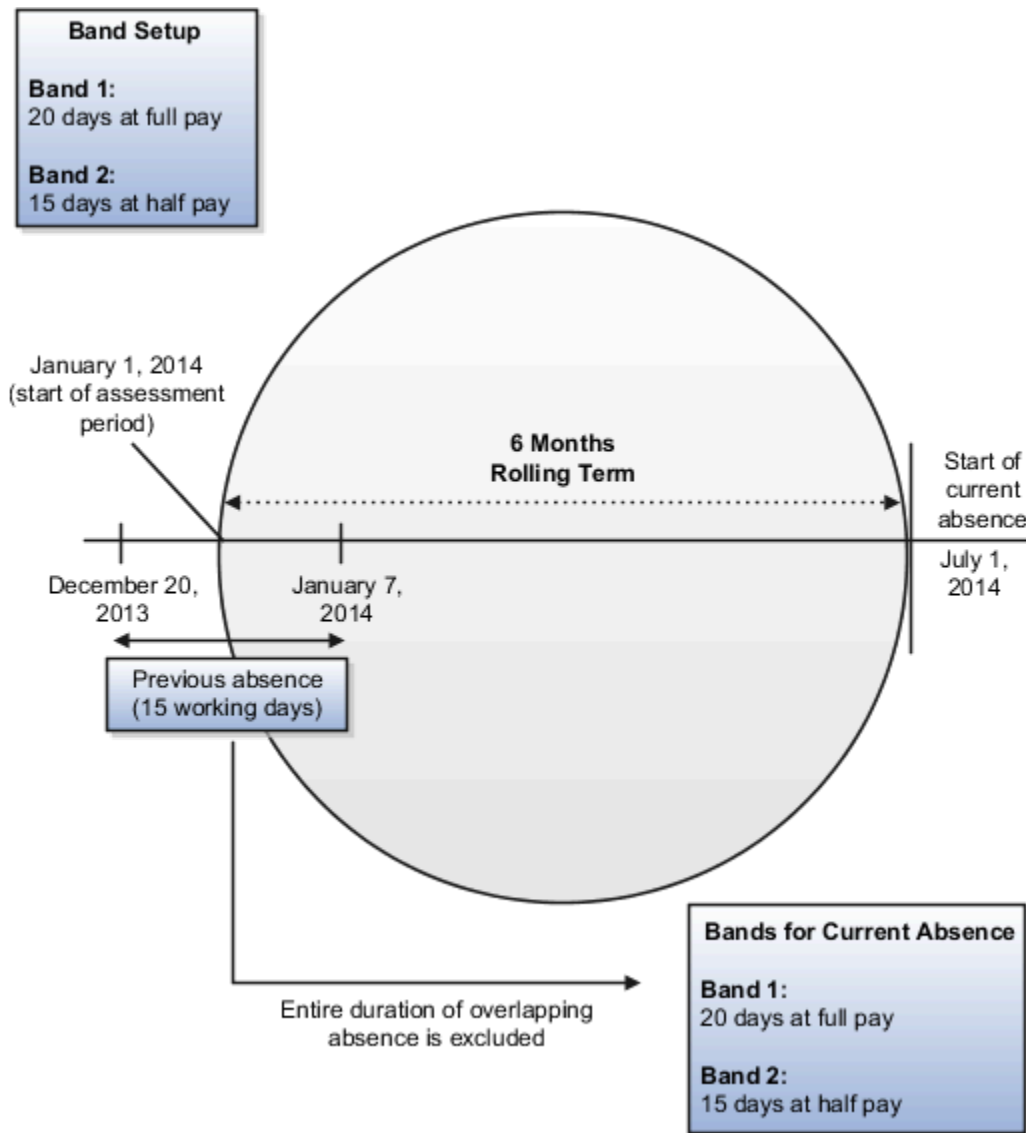 Band Setup
Band 1:
20 days at full pay
Band 2:
15 days at half pay
January 1, 2014
(start of assessment
period)
6 Months
Rolling Term
Start of
current
absence
July 1,
2014
December 20,
2013
January 7,
2014
Previous absence
(15 working days)
Entire duration of overlapping
absence is excluded
Bands for Current Absence
Band 1:
20 days at full pay
Band 2:
15 days at half pay